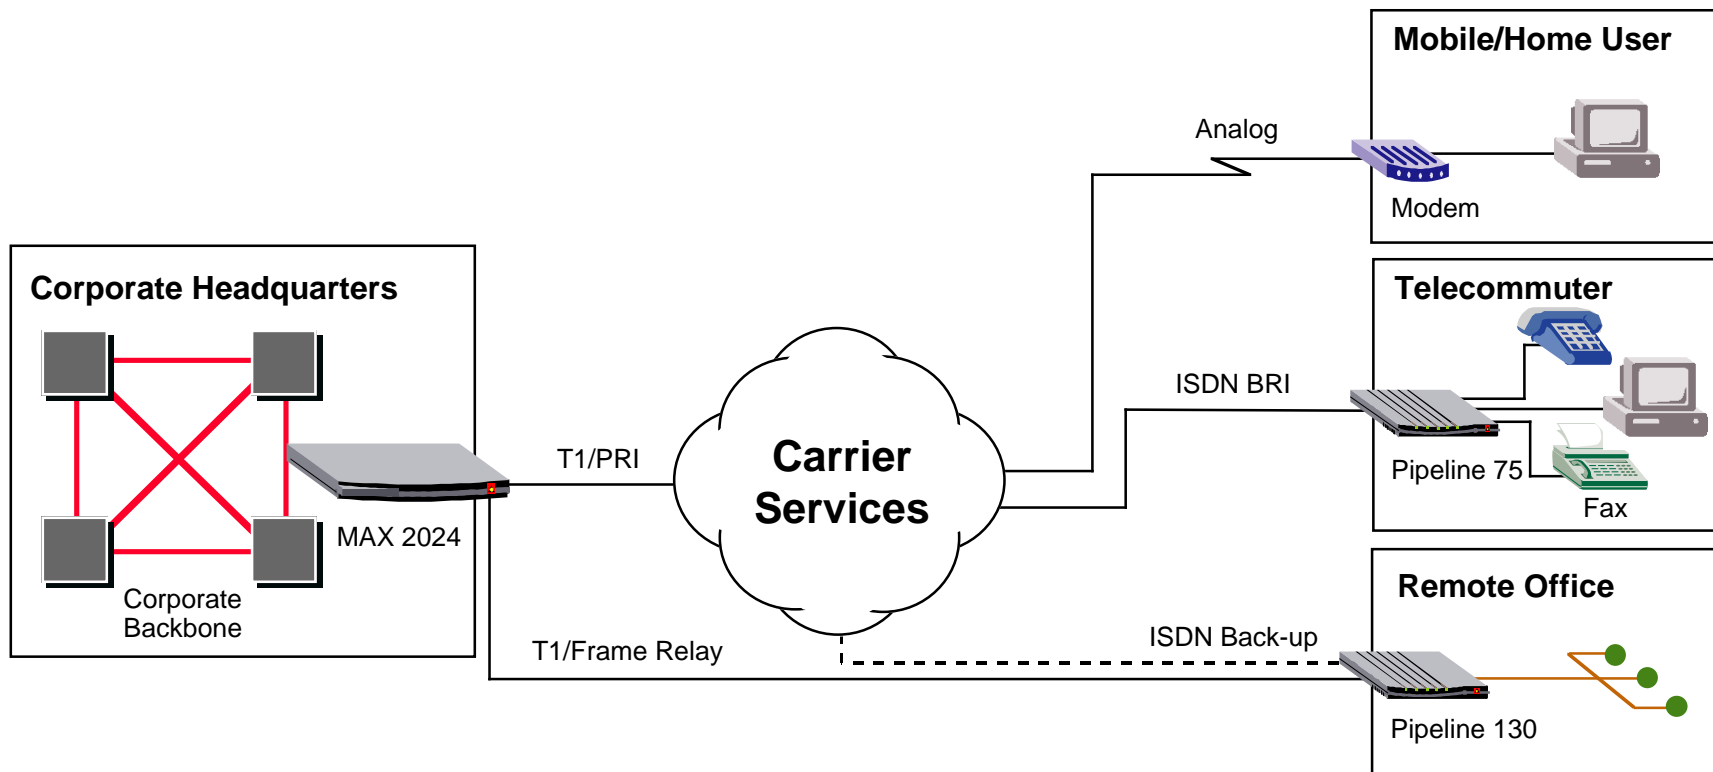 Mobile/Home User
Analog
Modem
Corporate Headquarters
Telecommuter
ISDN BRI
Carrier
Services
T1/PRI
Pipeline 75
Fax
MAX 2024
Corporate
Backbone
Remote Office
ISDN Back-up
T1/Frame Relay
Pipeline 130